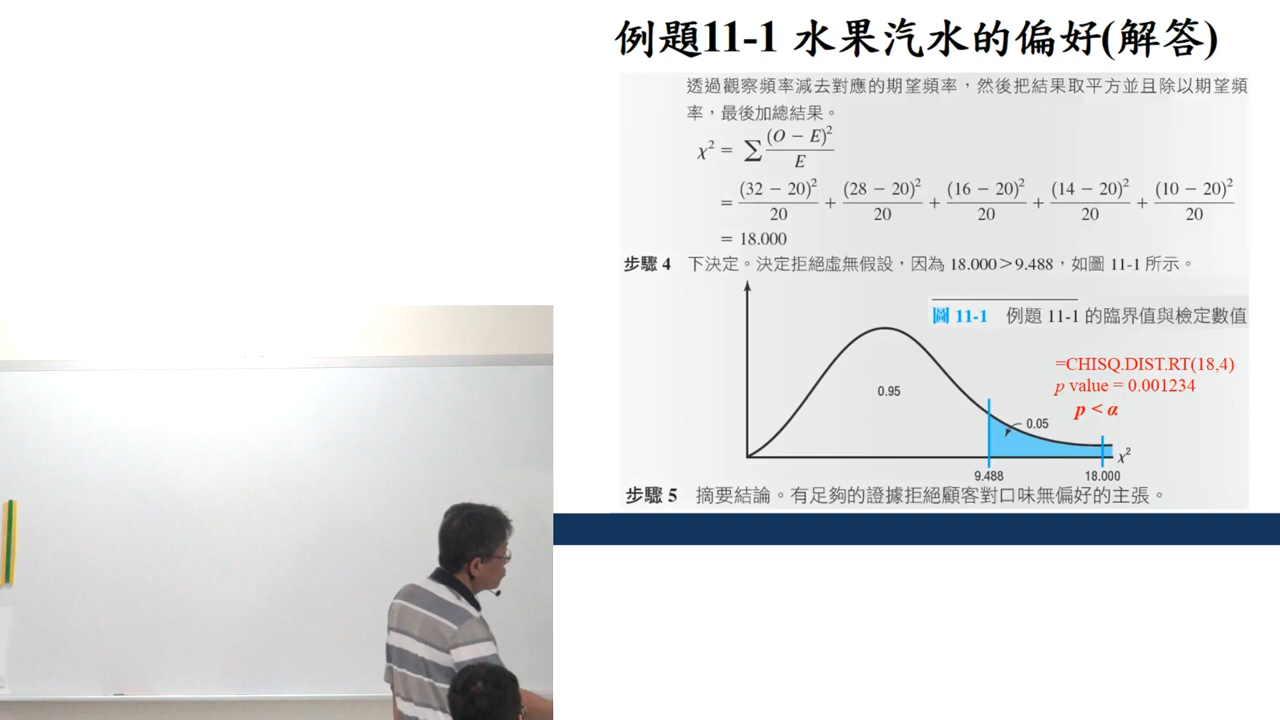 例題11-1 水果汽水的偏好(解答)
透過觀察頻率減去對應的期望頻率，然後把結果取平方並且除以期望頻
率，最後加總結果。
χ² = ∑ (O − E)² / E
= (32 − 20)² / 20 + (28 − 20)² / 20 + (16 − 20)² / 20 + (14 − 20)² / 20 + (10 − 20)² / 20
= 18.000
步驟 4 下決定。決定拒絕虛無假設，因為 18.000＞9.488，如圖 11-1 所示。
圖 11-1 例題 11-1 的臨界值與檢定數值
=CHISQ.DIST.RT(18,4)
p value = 0.001234
p < α
0.95
0.05
χ²
9.488
18.000
步驟 5 摘要結論。有足夠的證據拒絕顧客對口味無偏好的主張。